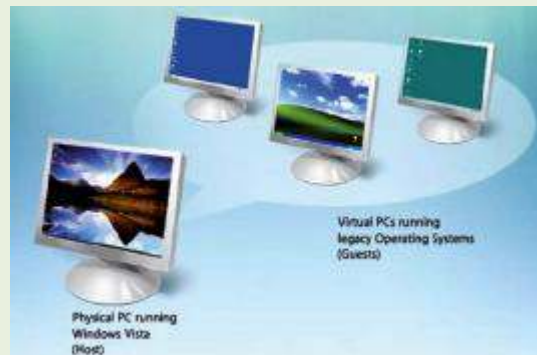 Virtual PCs running
legacy Operating Systems
(Guests)
Physical PC running
Windows Vista
(Host)